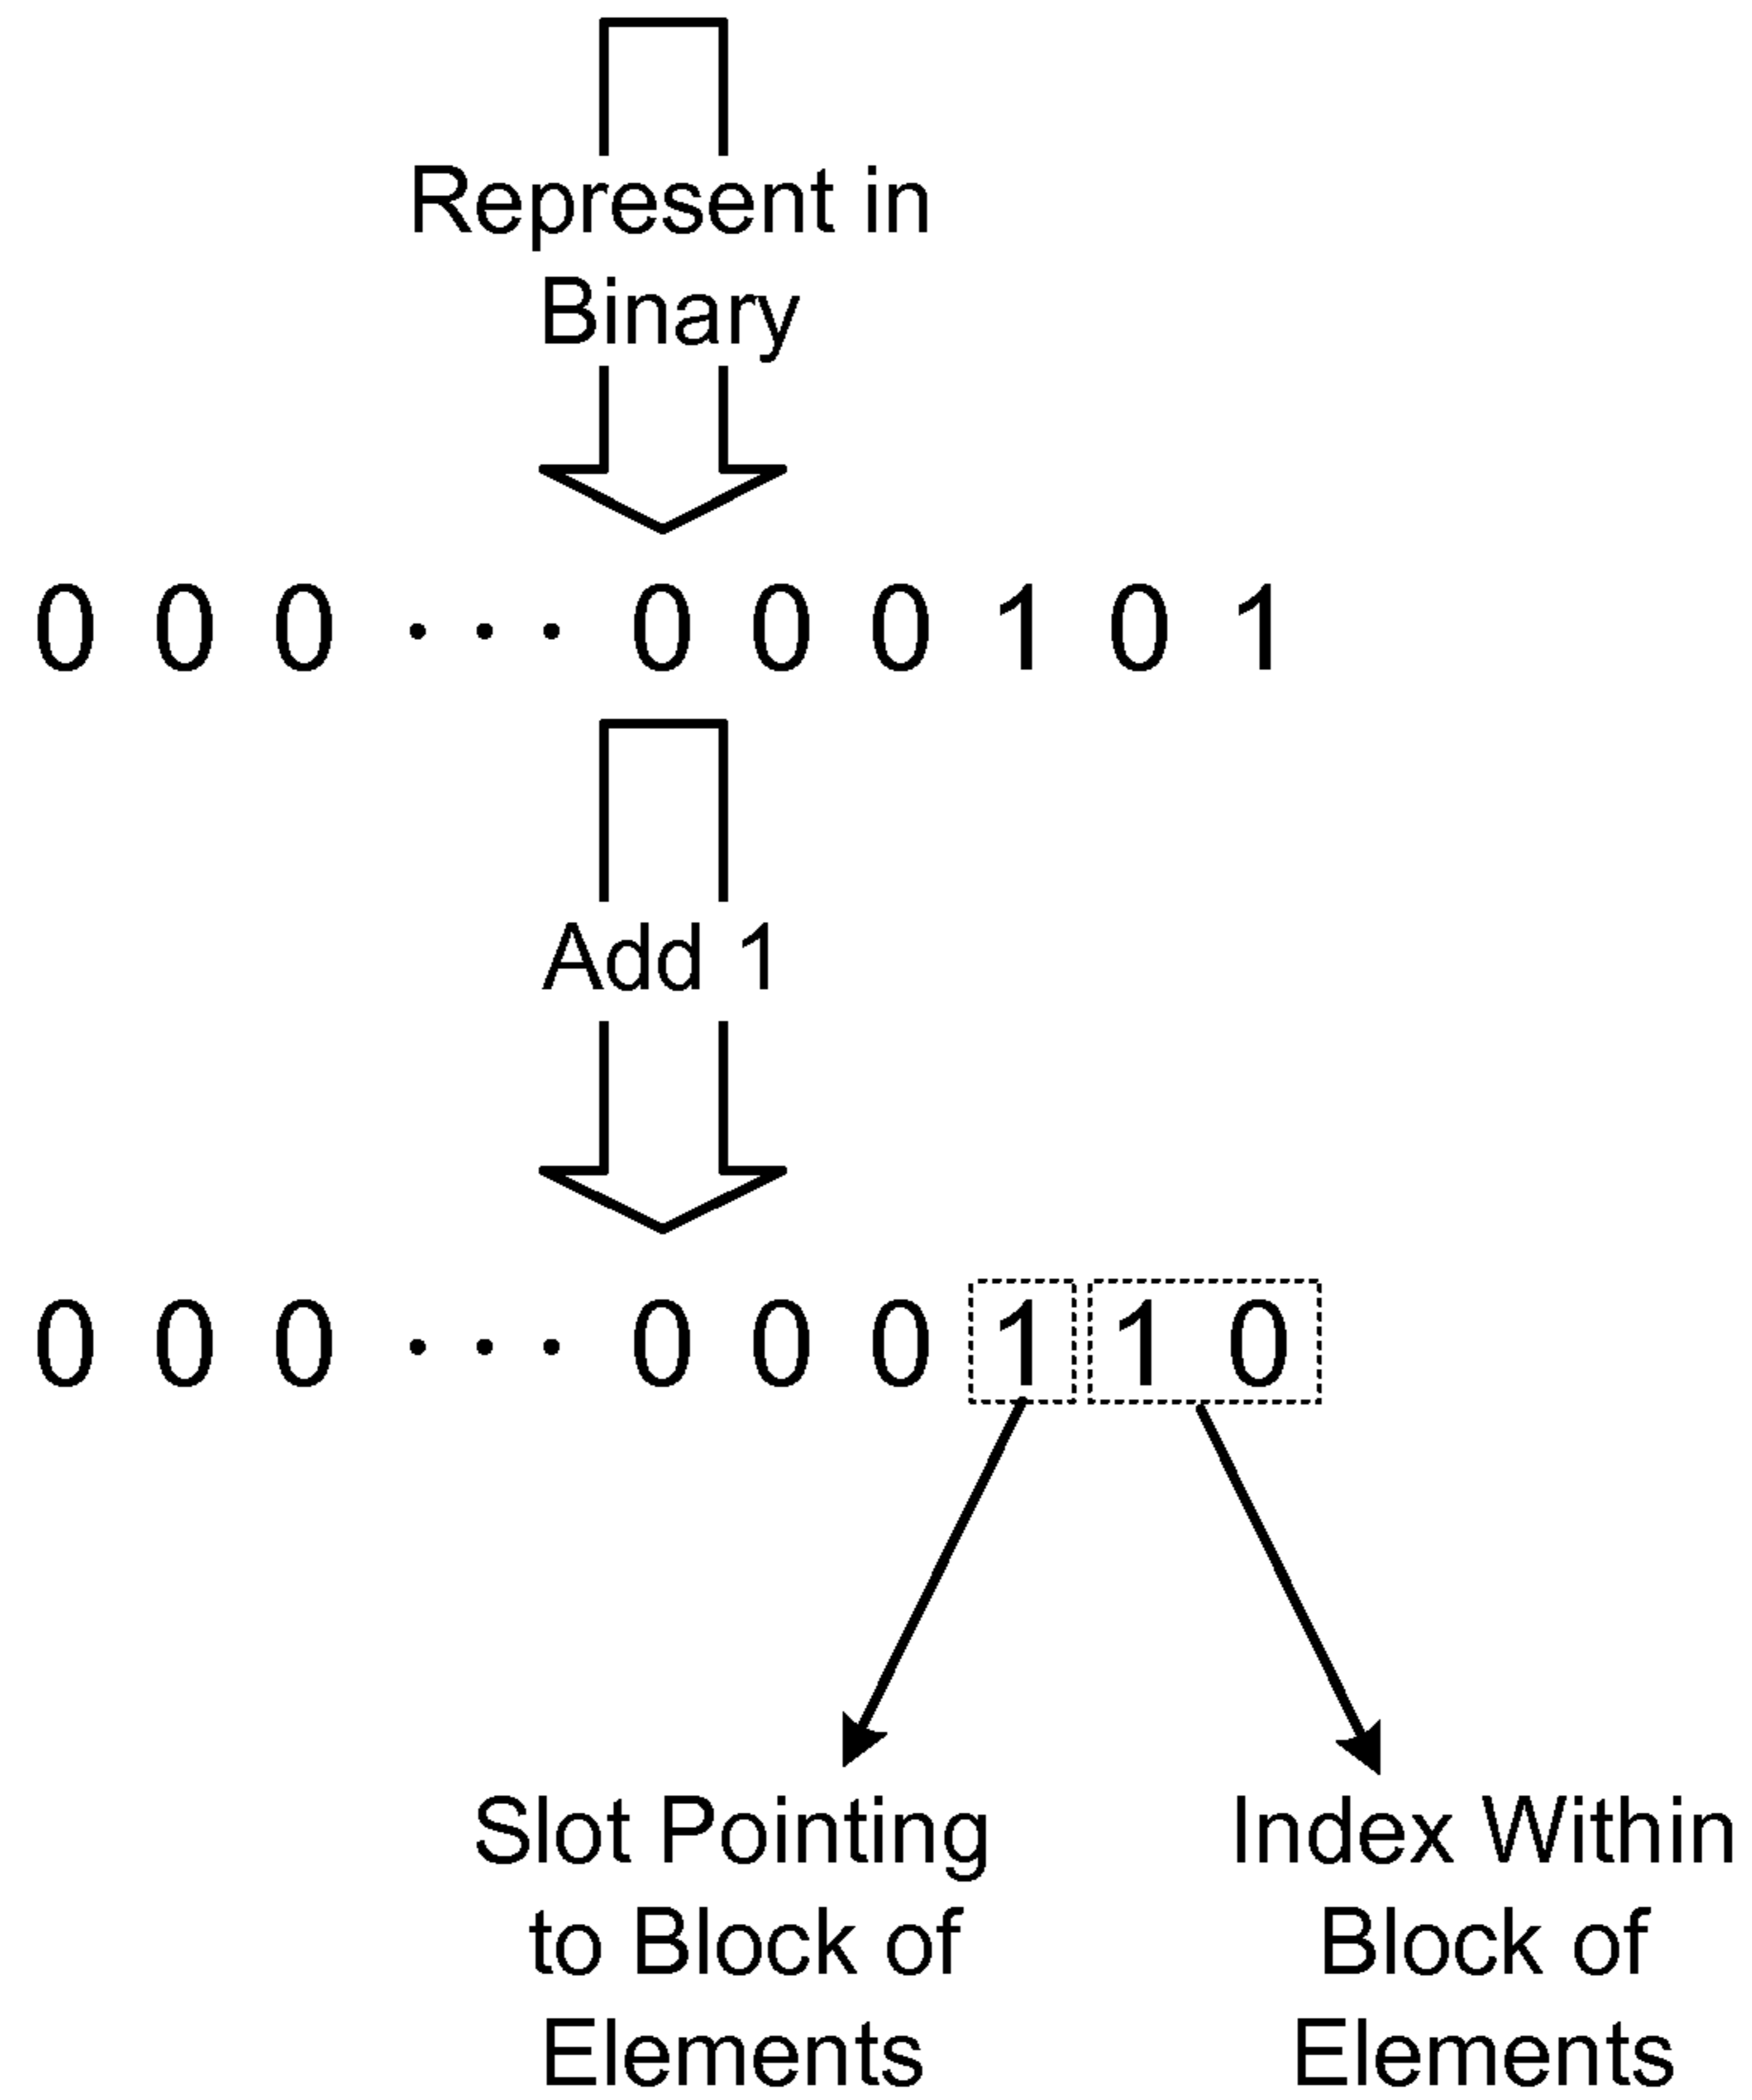 Represent in
Binary
0 0 0 · · · 0 0 0 1 0 1
Add 1
0 0 0 · · · 0 0 0 1 1 0
Slot Pointing
to Block of
Elements
Index Within
Block of
Elements